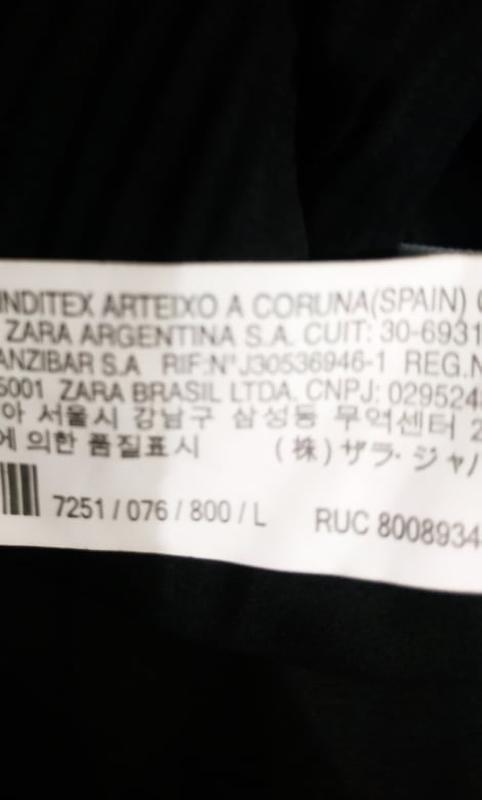 INDITEX ARTEIXO A CORUNA(SPAIN)
ZARA ARGENTINA S.A. CUIT: 30-6931
ANZIBAR S.A RIF:N°J30536946-1 REG.N
5001 ZARA BRASIL LTDA. CNPJ: 029524
아 서울시 강남구 삼성동 무역센터 2
에 의한 품질표시 (株)ザラ・ジャパ
7251 / 076 / 800 / L RUC 8008934